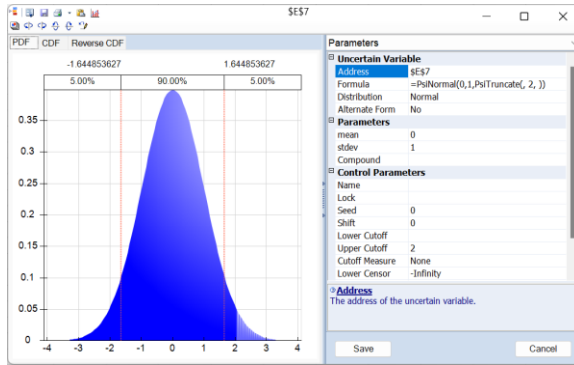 $E$7
PDF CDF Reverse CDF
-1.644853627 1.644853627
5.00% 90.00% 5.00%
0.35
0.3
0.25
0.2
0.15
0.1
0.05
0
-4 -3 -2 -1 0 1 2 3 4
Parameters
Uncertain Variable
Address $E$7
Formula =PsiNormal(0,1,PsiTruncate(, 2, ))
Distribution Normal
Alternate Form No
Parameters
mean 0
stdev 1
Compound
Control Parameters
Name
Lock
Seed 0
Shift 0
Lower Cutoff
Upper Cutoff 2
Cutoff Measure None
Lower Censor -Infinity
Address
The address of the uncertain variable.
Save Cancel